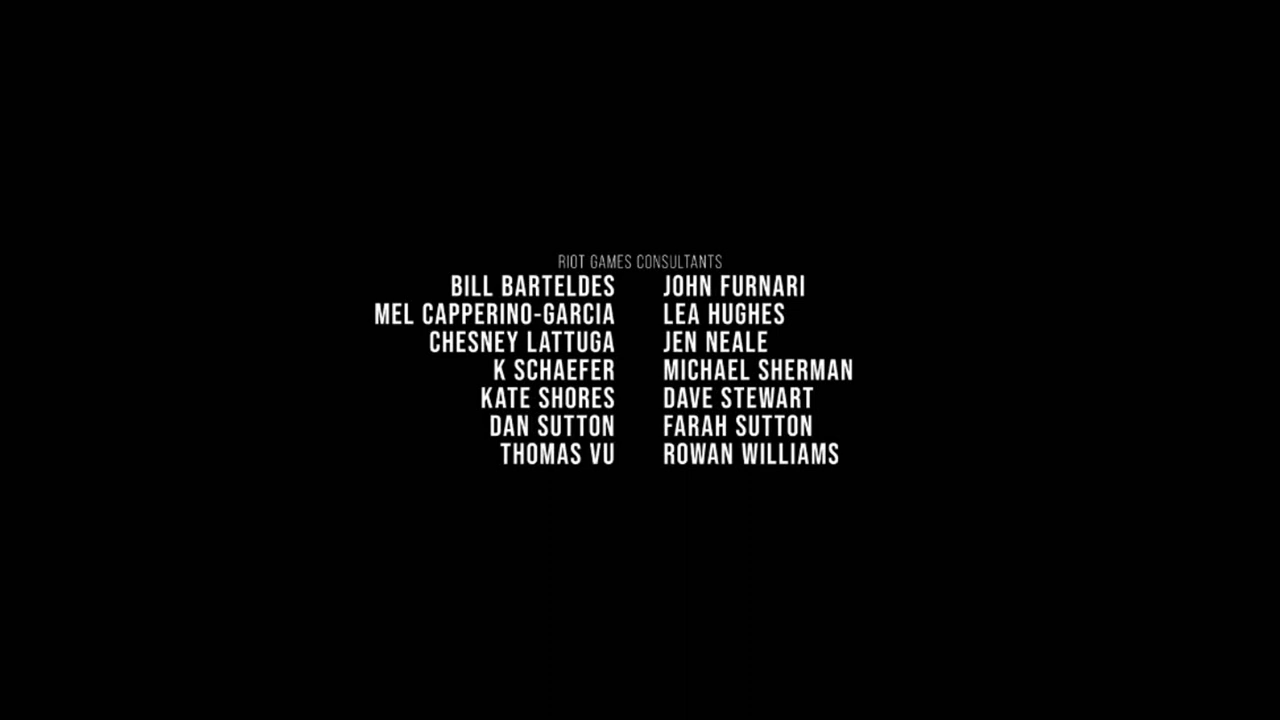 RIOT GAMES CONSULTANTS
BILL BARTELDES JOHN FURNARI
MEL CAPPERINO-GARCIA LEA HUGHES
CHESNEY LATTUGA JEN NEALE
K SCHAEFER MICHAEL SHERMAN
KATE SHORES DAVE STEWART
DAN SUTTON FARAH SUTTON
THOMAS VU ROWAN WILLIAMS